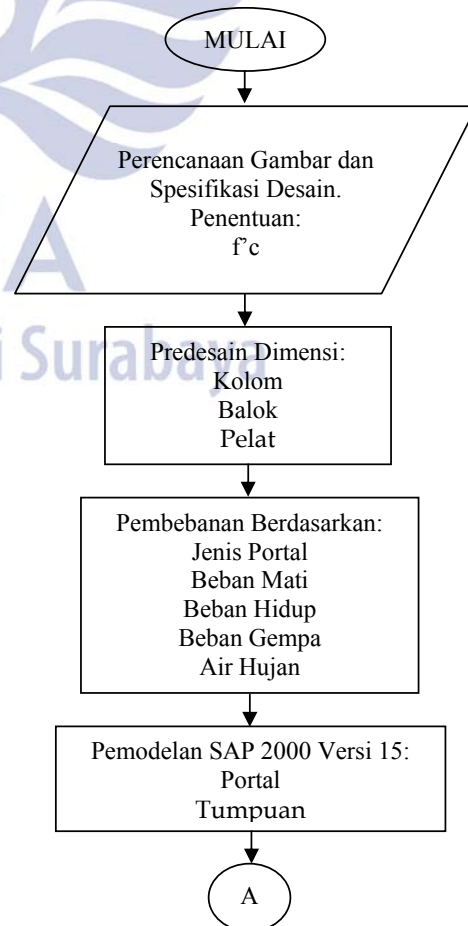 MULAI
Perencanaan Gambar dan
Spesifikasi Desain.
Penentuan:
f’c
A
i Surabaya
Predesain Dimensi:
Kolom
Balok
Pelat
Pembebanan Berdasarkan:
Jenis Portal
Beban Mati
Beban Hidup
Beban Gempa
Air Hujan
Pemodelan SAP 2000 Versi 15:
Portal
Tumpuan
A